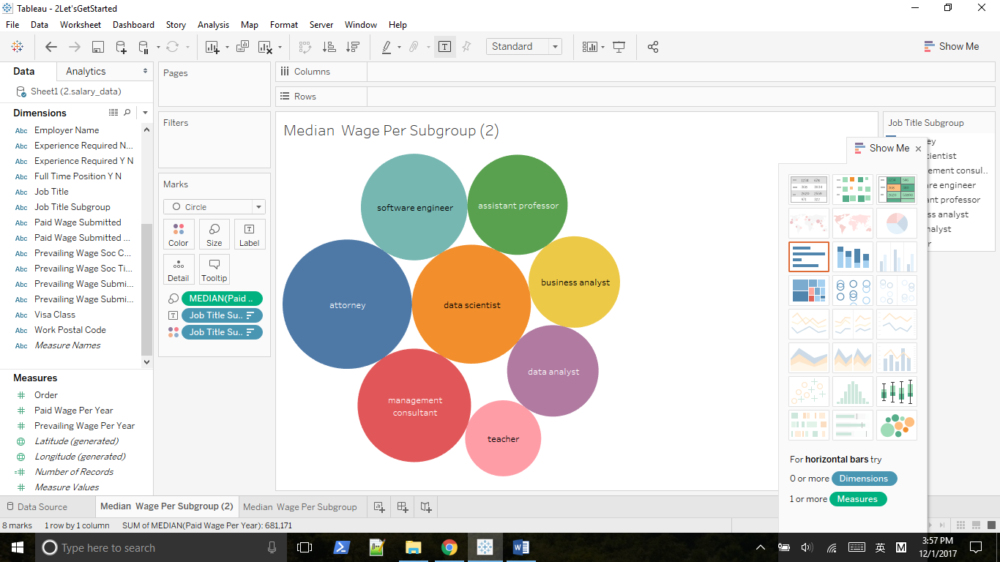 Tableau - 2Let'sGetStarted
File Data Worksheet Dashboard Story Analysis Map Format Server Window Help
Standard
Show Me
Data Analytics
Sheet1 (2.salary_data)
Dimensions
Abc Employer Name
Abc Experience Required N...
Abc Experience Required Y N
Abc Full Time Position Y N
Abc Job Title
Abc Job Title Subgroup
Abc Paid Wage Submitted
Abc Paid Wage Submitted ...
Abc Prevailing Wage Soc C...
Abc Prevailing Wage Soc Ti...
Abc Prevailing Wage Submi...
Abc Prevailing Wage Submi...
Abc Visa Class
Abc Work Postal Code
Abc Measure Names
Measures
Order
Paid Wage Per Year
Prevailing Wage Per Year
Latitude (generated)
Longitude (generated)
Number of Records
Measure Values
Pages
Filters
Marks
Circle
Color Size Label
Detail Tooltip
MEDIAN(Paid ..
Job Title Su..
Job Title Su..
Columns
Rows
Median Wage Per Subgroup (2)
software engineer
assistant professor
business analyst
attorney
data scientist
data analyst
management
consultant
teacher
Job Title Subgroup
ey
cientist
ement consul..
re engineer
ant professor
ss analyst
nalyst
r
Show Me
For horizontal bars try
0 or more Dimensions
1 or more Measures
Data Source Median Wage Per Subgroup (2) Median Wage Per Subgroup
8 marks 1 row by 1 column SUM of MEDIAN(Paid Wage Per Year): 681,171
Type here to search
英 M
3:57 PM
12/1/2017